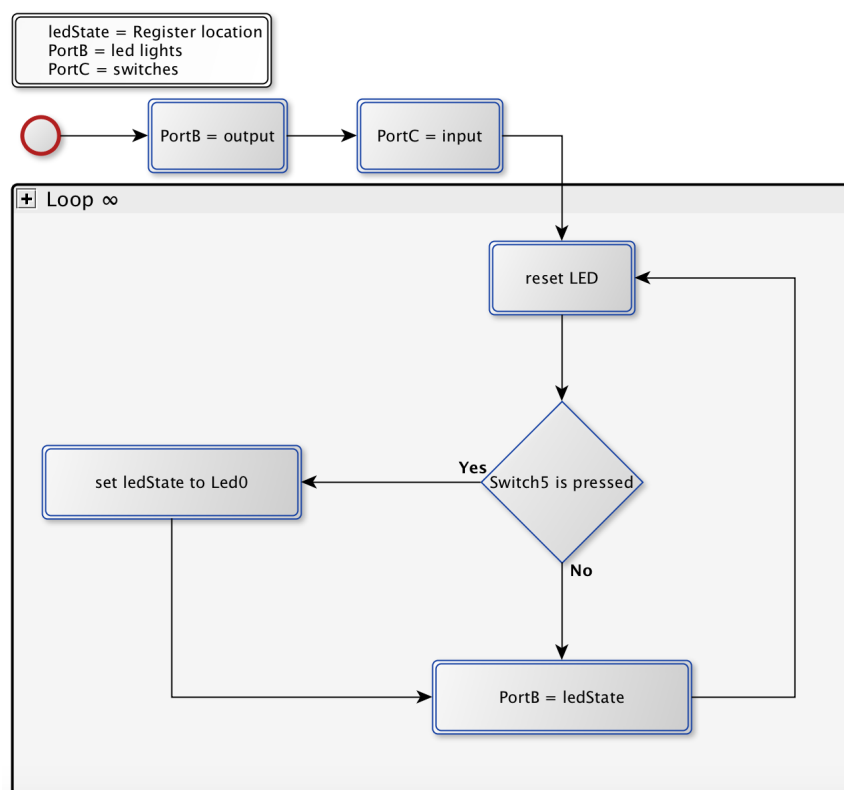 ledState = Register location
PortB = led lights
PortC = switches
PortB = output
PortC = input
+ Loop ∞
reset LED
Yes
Switch5 is pressed
set ledState to Led0
No
PortB = ledState